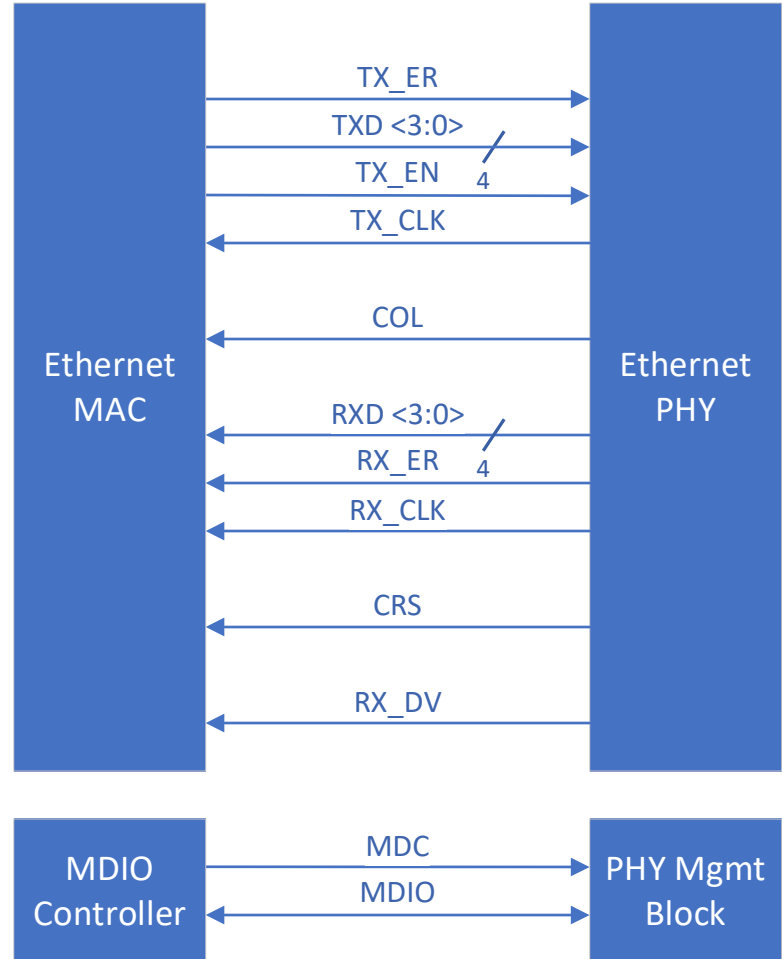 TX_ER
TXD <3:0>
4
TX_EN
TX_CLK
COL
Ethernet
MAC
Ethernet
PHY
RXD <3:0>
4
RX_ER
RX_CLK
CRS
RX_DV
MDIO
Controller
MDC
MDIO
PHY Mgmt
Block